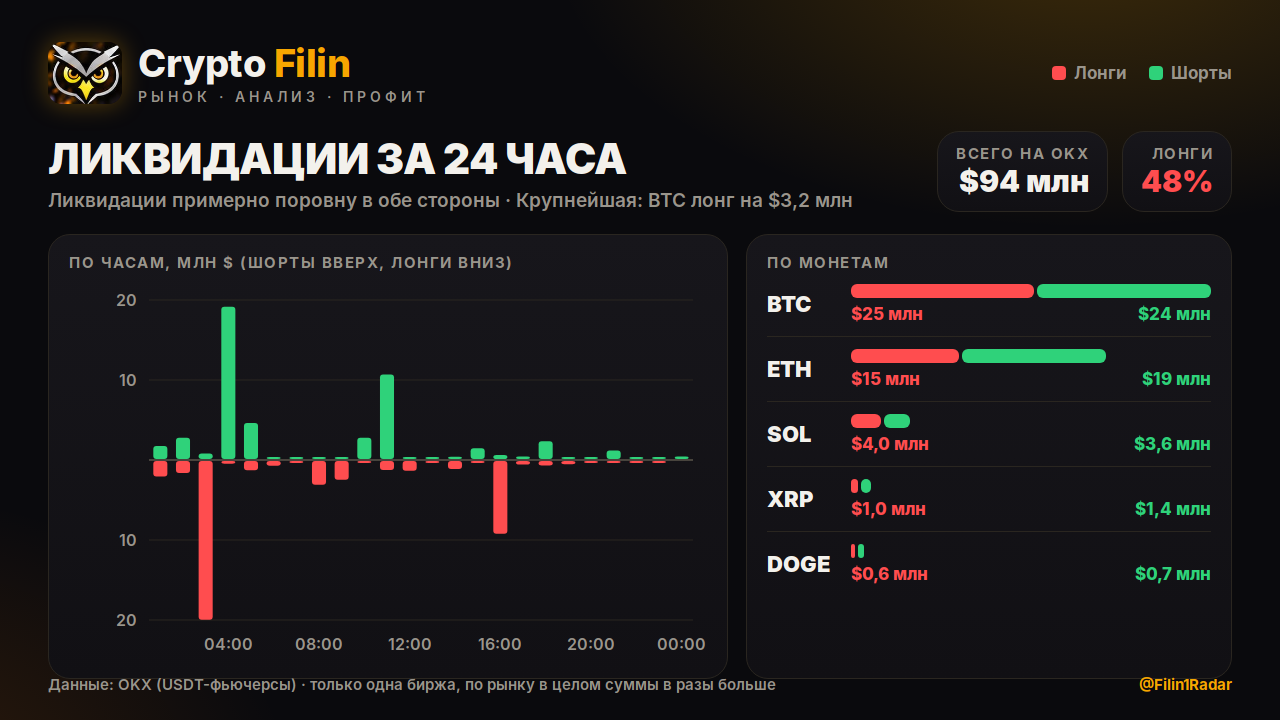 Crypto Filin
РЫНОК · АНАЛИЗ · ПРОФИТ
Лонги
Шорты
ЛИКВИДАЦИИ ЗА 24 ЧАСА
Ликвидации примерно поровну в обе стороны · Крупнейшая: BTC лонг на $3,2 млн
ВСЕГО НА OKX
$94 млн
ЛОНГИ
48%
ПО ЧАСАМ, МЛН $ (ШОРТЫ ВВЕРХ, ЛОНГИ ВНИЗ)
20
10
10
20
04:00 08:00 12:00 16:00 20:00 00:00
ПО МОНЕТАМ
BTC
$25 млн $24 млн
ETH
$15 млн $19 млн
SOL
$4,0 млн $3,6 млн
XRP
$1,0 млн $1,4 млн
DOGE
$0,6 млн $0,7 млн
Данные: OKX (USDT-фьючерсы) · только одна биржа, по рынку в целом суммы в разы больше
@Filin1Radar